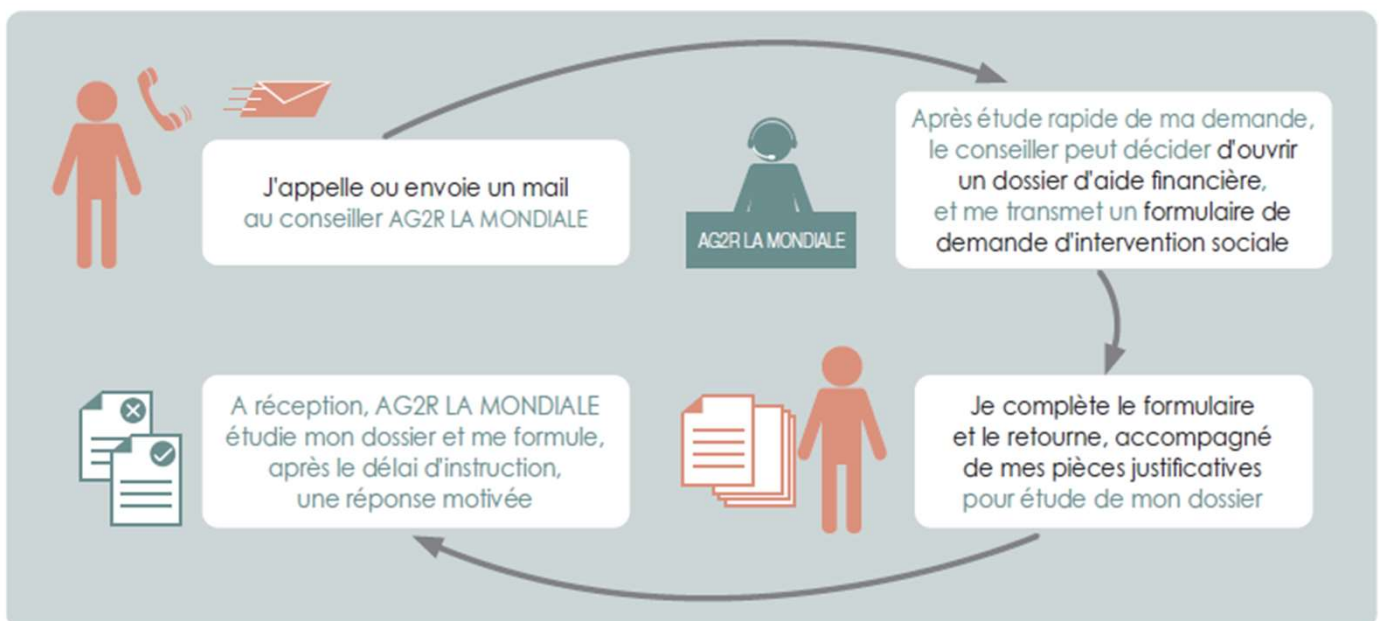 J'appelle ou envoie un mail
au conseiller AG2R LA MONDIALE
AG2R LA MONDIALE
Après étude rapide de ma demande,
le conseiller peut décider d'ouvrir
un dossier d'aide financière,
et me transmet un formulaire de
demande d'intervention sociale
Je complète le formulaire
et le retourne, accompagné
de mes pièces justificatives
pour étude de mon dossier
A réception, AG2R LA MONDIALE
étudie mon dossier et me formule,
après le délai d'instruction,
une réponse motivée